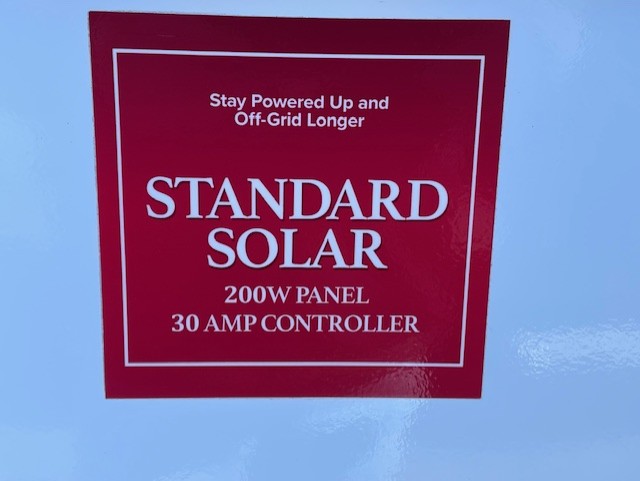 Stay Powered Up and
Off-Grid Longer
STANDARD
SOLAR
200W PANEL
30 AMP CONTROLLER